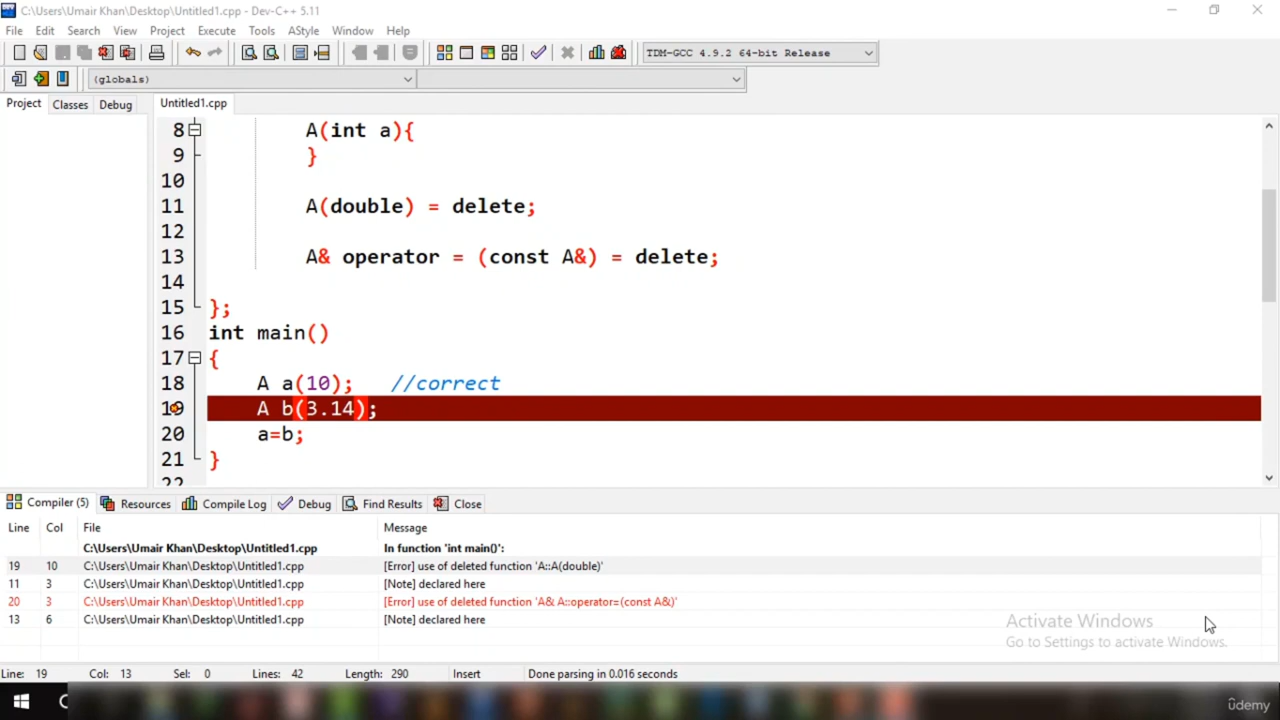 C:\Users\Umair Khan\Desktop\Untitled1.cpp - Dev-C++ 5.11
File Edit Search View Project Execute Tools AStyle Window Help
TDM-GCC 4.9.2 64-bit Release
(globals)
Project Classes Debug Untitled1.cpp
8 A(int a){
9 }
10
11 A(double) = delete;
12
13 A& operator = (const A&) = delete;
14
15 };
16 int main()
17 {
18 A a(10); //correct
19 A b(3.14);
20 a=b;
21 }
22
Compiler (5) Resources Compile Log Debug Find Results Close
Line Col File Message
C:\Users\Umair Khan\Desktop\Untitled1.cpp In function 'int main()':
19 10 C:\Users\Umair Khan\Desktop\Untitled1.cpp [Error] use of deleted function 'A::A(double)'
11 3 C:\Users\Umair Khan\Desktop\Untitled1.cpp [Note] declared here
20 3 C:\Users\Umair Khan\Desktop\Untitled1.cpp [Error] use of deleted function 'A& A::operator=(const A&)'
13 6 C:\Users\Umair Khan\Desktop\Untitled1.cpp [Note] declared here
Activate Windows
Go to Settings to activate Windows.
Line: 19 Col: 13 Sel: 0 Lines: 42 Length: 290 Insert Done parsing in 0.016 seconds
ûdemy